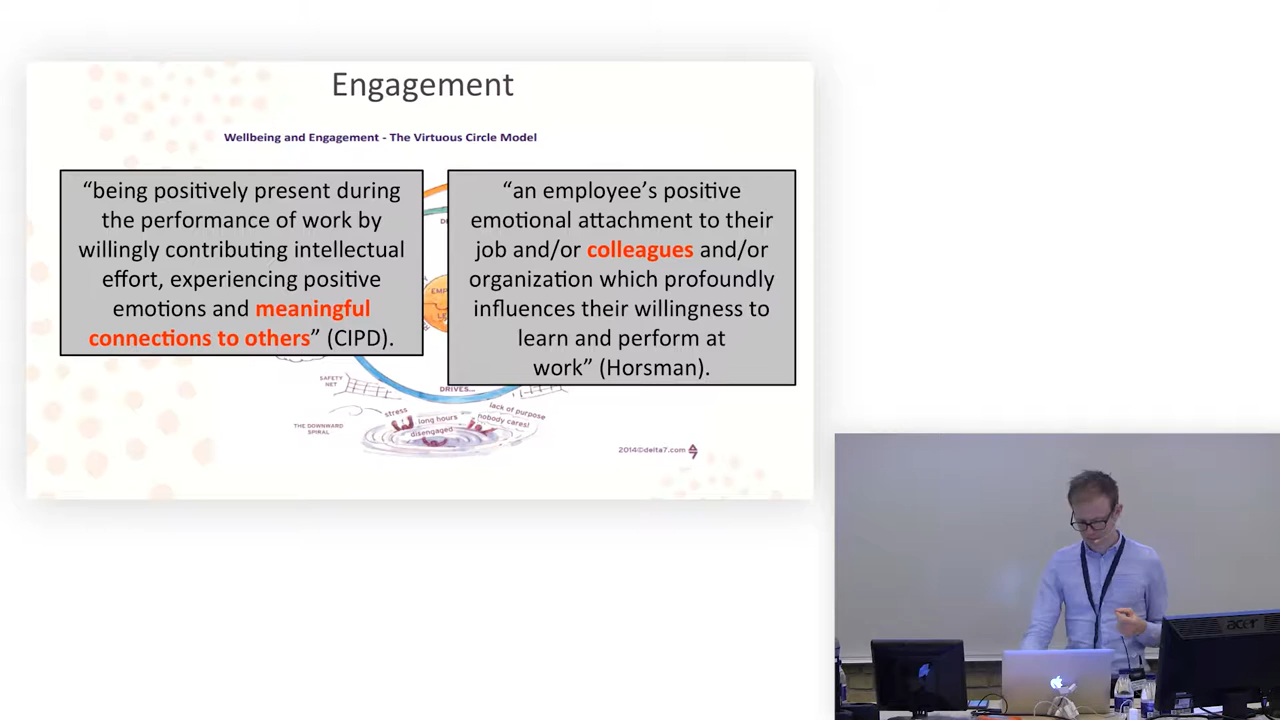 Engagement
Wellbeing and Engagement - The Virtuous Circle Model
“being positively present during
the performance of work by
willingly contributing intellectual
effort, experiencing positive
emotions and meaningful
connections to others” (CIPD).
“an employee’s positive
emotional attachment to their
job and/or colleagues and/or
organization which profoundly
influences their willingness to
learn and perform at
work” (Horsman).
DRIVES...
SAFETY
NET
THE DOWNWARD
SPIRAL
stress
long hours
disengaged
lack of purpose
nobody cares!
2014©delta7.com
acer